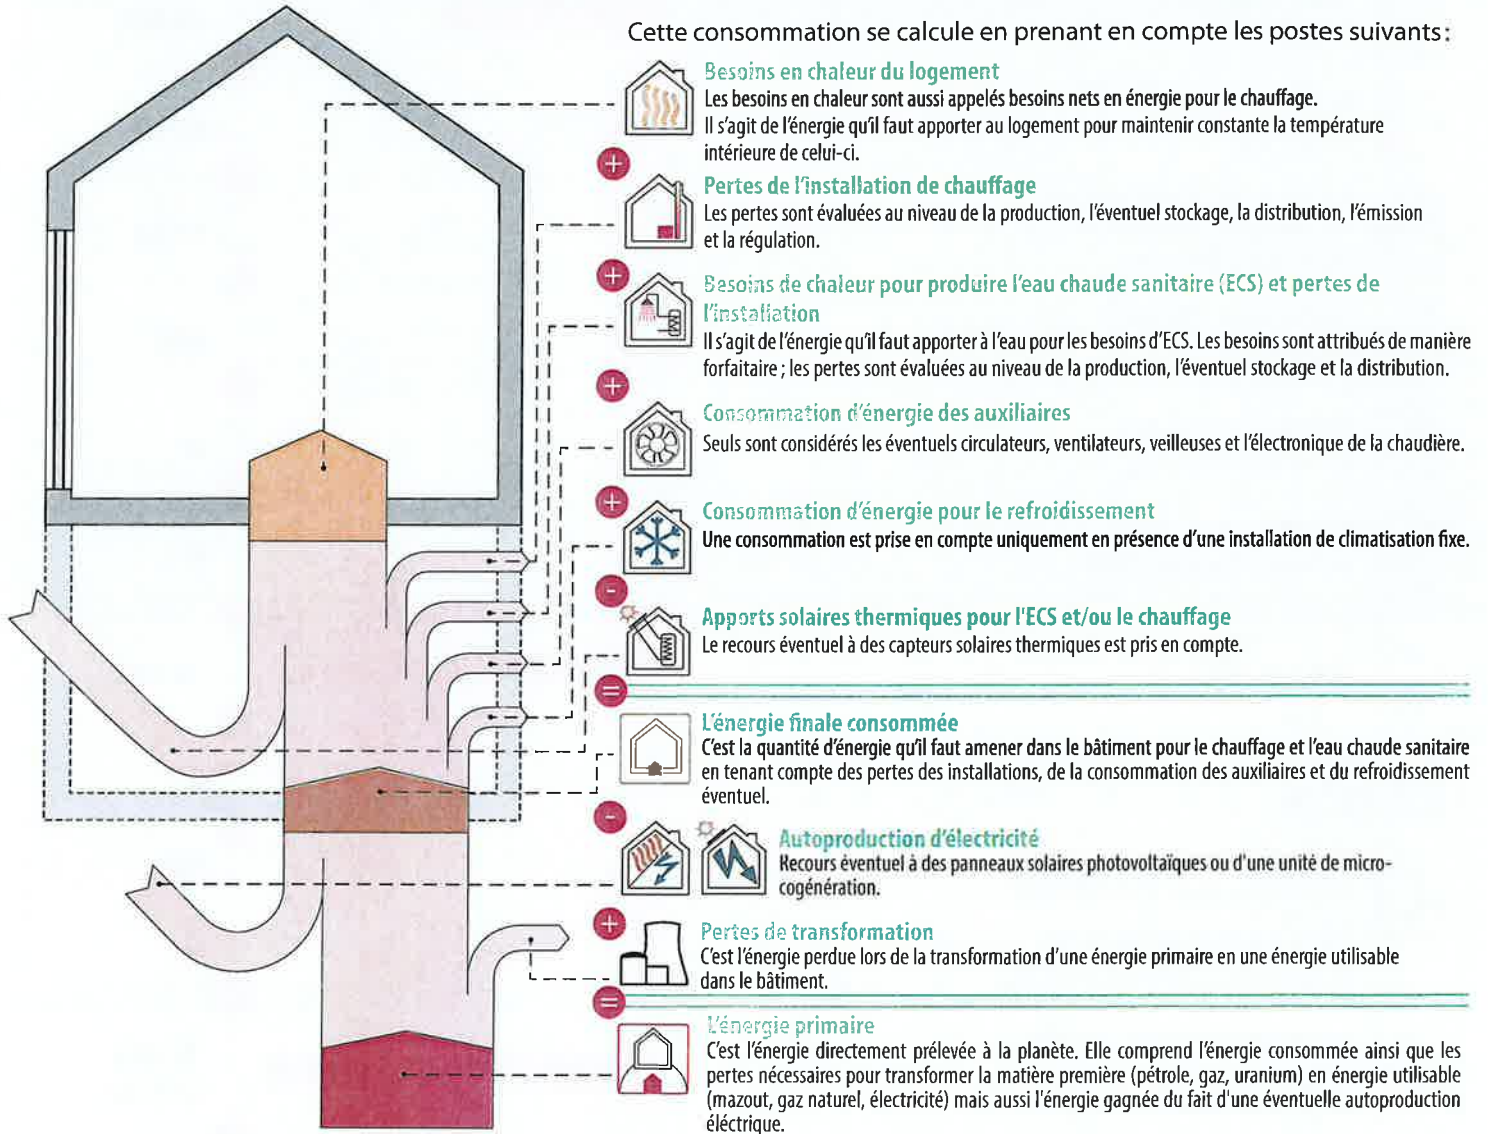 Cette consommation se calcule en prenant en compte les postes suivants:
Besoins en chaleur du logement
Les besoins en chaleur sont aussi appelés besoins nets en énergie pour le chauffage.
Il s'agit de l'énergie qu'il faut apporter au logement pour maintenir constante la température
intérieure de celui-ci.
+
Pertes de l'installation de chauffage
Les pertes sont évaluées au niveau de la production, l'éventuel stockage, la distribution, l'émission
et la régulation.
+
Besoins de chaleur pour produire l'eau chaude sanitaire (ECS) et pertes de
l'installation
Il s'agit de l'énergie qu'il faut apporter à l'eau pour les besoins d'ECS. Les besoins sont attribués de manière
forfaitaire ; les pertes sont évaluées au niveau de la production, l'éventuel stockage et la distribution.
+
Consommation d'énergie des auxiliaires
Seuls sont considérés les éventuels circulateurs, ventilateurs, veilleuses et l'électronique de la chaudière.
+
Consommation d'énergie pour le refroidissement
Une consommation est prise en compte uniquement en présence d'une installation de climatisation fixe.
-
Apports solaires thermiques pour l'ECS et/ou le chauffage
Le recours éventuel à des capteurs solaires thermiques est pris en compte.
=
L'énergie finale consommée
C'est la quantité d'énergie qu'il faut amener dans le bâtiment pour le chauffage et l'eau chaude sanitaire
en tenant compte des pertes des installations, de la consommation des auxiliaires et du refroidissement
éventuel.
-
Autoproduction d'électricité
Recours éventuel à des panneaux solaires photovoltaïques ou d'une unité de micro-
cogénération.
+
Pertes de transformation
C'est l'énergie perdue lors de la transformation d'une énergie primaire en une énergie utilisable
dans le bâtiment.
=
L'énergie primaire
C'est l'énergie directement prélevée à la planète. Elle comprend l'énergie consommée ainsi que les
pertes nécessaires pour transformer la matière première (pétrole, gaz, uranium) en énergie utilisable
(mazout, gaz naturel, électricité) mais aussi l'énergie gagnée du fait d'une éventuelle autoproduction
éléctrique.